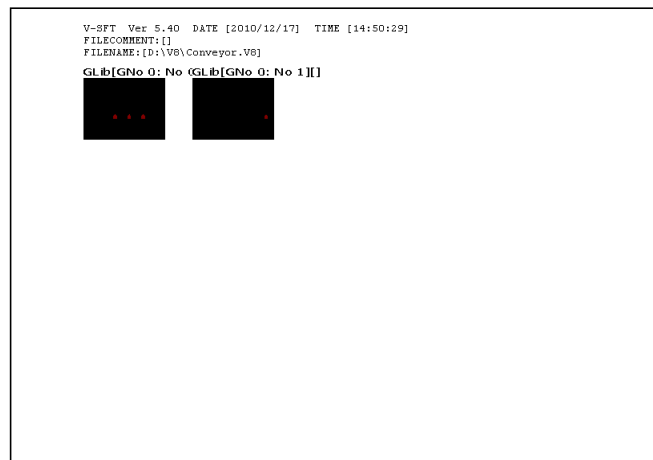 V-SFT Ver 5.40 DATE [2010/12/17] TIME [14:50:29]
FILECOMMENT:[]
FILENAME:[D:\V8\Conveyor.V8]
GLib[GNo 0: No (GLib[GNo 0: No 1][]
* * * *